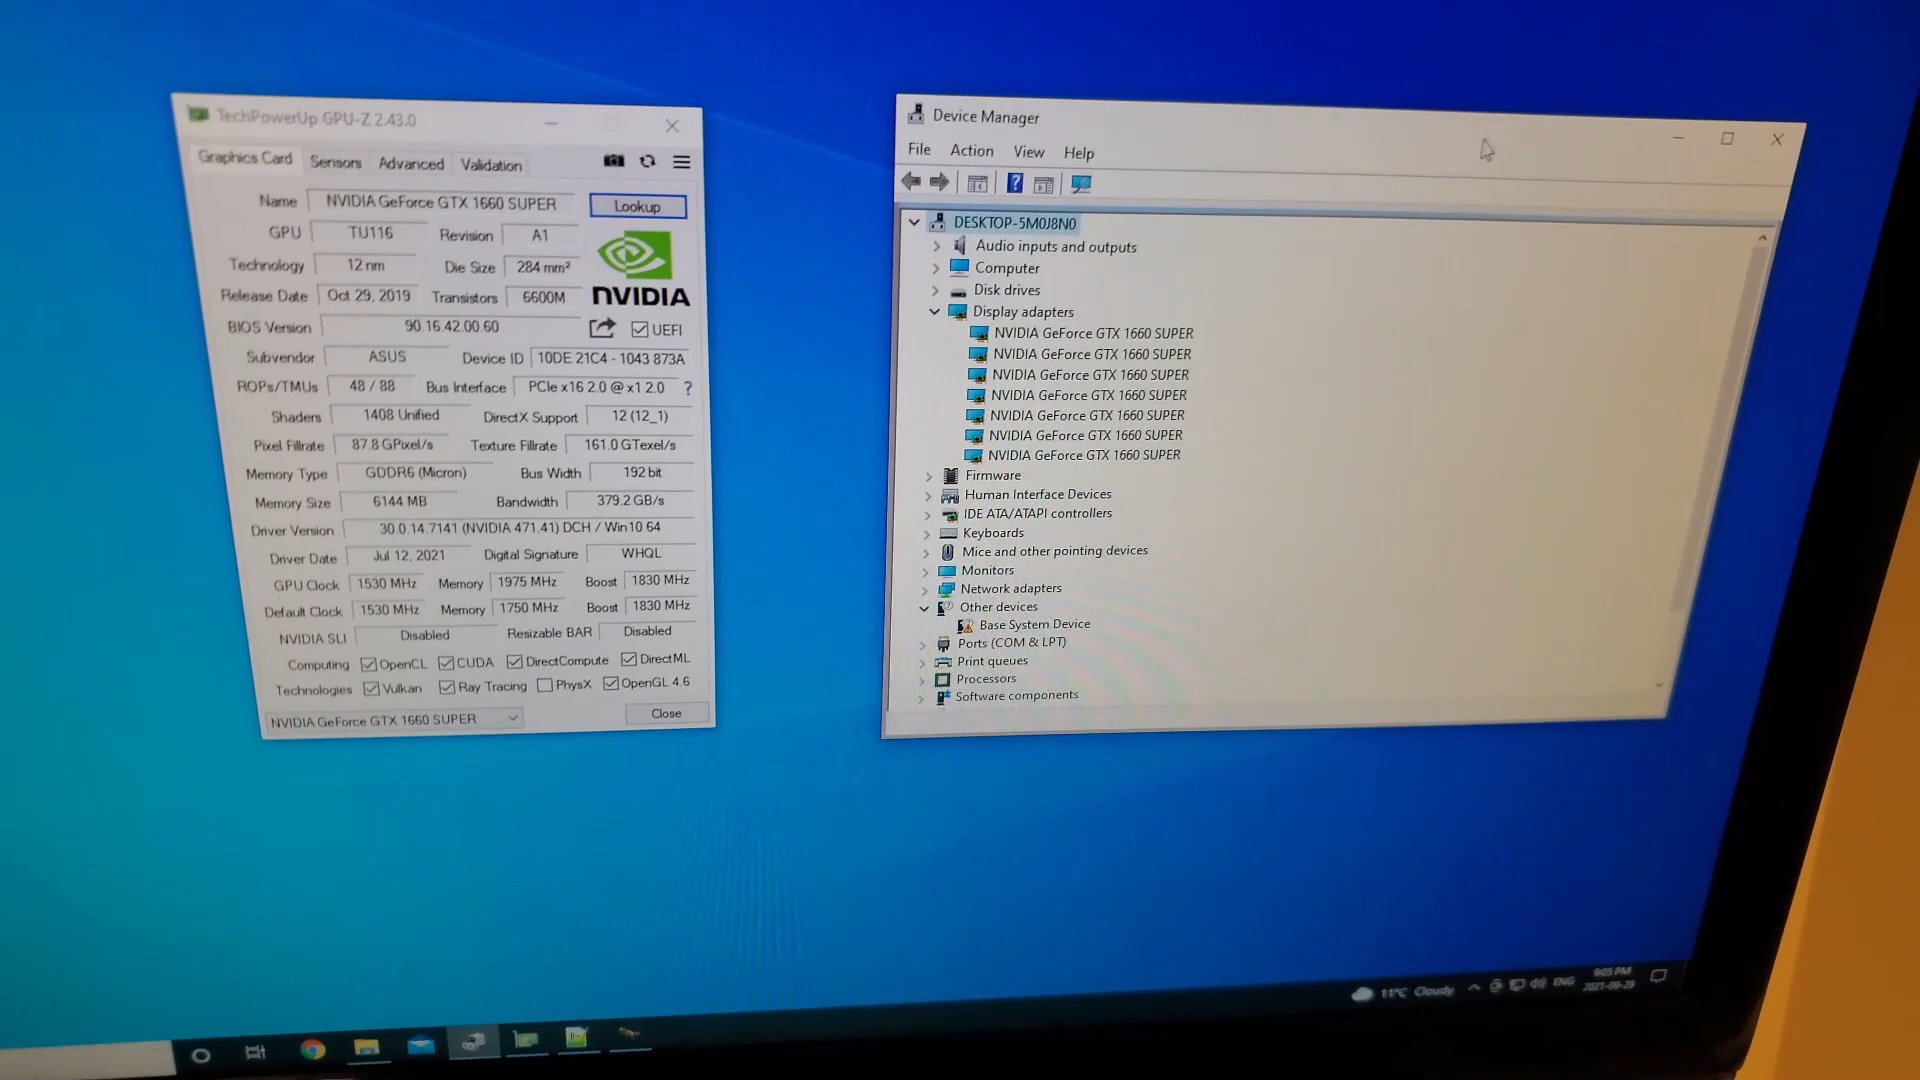 TechPowerUp GPU-Z 2.43.0
Graphics Card Sensors Advanced Validation
Name NVIDIA GeForce GTX 1660 SUPER Lookup
GPU TU116 Revision A1
Technology 12 nm Die Size 284 mm²
Release Date Oct 29, 2019 Transistors 6600M
NVIDIA
BIOS Version 90.16.42.00.60 UEFI
Subvendor ASUS Device ID 10DE 21C4 - 1043 873A
ROPs/TMUs 48 / 88 Bus Interface PCIe x16 2.0 @ x1 2.0 ?
Shaders 1408 Unified DirectX Support 12 (12_1)
Pixel Fillrate 87.8 GPixel/s Texture Fillrate 161.0 GTexel/s
Memory Type GDDR6 (Micron) Bus Width 192 bit
Memory Size 6144 MB Bandwidth 379.2 GB/s
Driver Version 30.0.14.7141 (NVIDIA 471.41) DCH / Win10 64
Driver Date Jul 12, 2021 Digital Signature WHQL
GPU Clock 1530 MHz Memory 1975 MHz Boost 1830 MHz
Default Clock 1530 MHz Memory 1750 MHz Boost 1830 MHz
NVIDIA SLI Disabled Resizable BAR Disabled
Computing OpenCL CUDA DirectCompute DirectML
Technologies Vulkan Ray Tracing PhysX OpenGL 4.6
NVIDIA GeForce GTX 1660 SUPER Close
Device Manager
File Action View Help
DESKTOP-5M0J8N0
Audio inputs and outputs
Computer
Disk drives
Display adapters
NVIDIA GeForce GTX 1660 SUPER
NVIDIA GeForce GTX 1660 SUPER
NVIDIA GeForce GTX 1660 SUPER
NVIDIA GeForce GTX 1660 SUPER
NVIDIA GeForce GTX 1660 SUPER
NVIDIA GeForce GTX 1660 SUPER
NVIDIA GeForce GTX 1660 SUPER
Firmware
Human Interface Devices
IDE ATA/ATAPI controllers
Keyboards
Mice and other pointing devices
Monitors
Network adapters
Other devices
Base System Device
Ports (COM & LPT)
Print queues
Processors
Software components
11°C Cloudy ENG
9:05 PM
2021-09-29